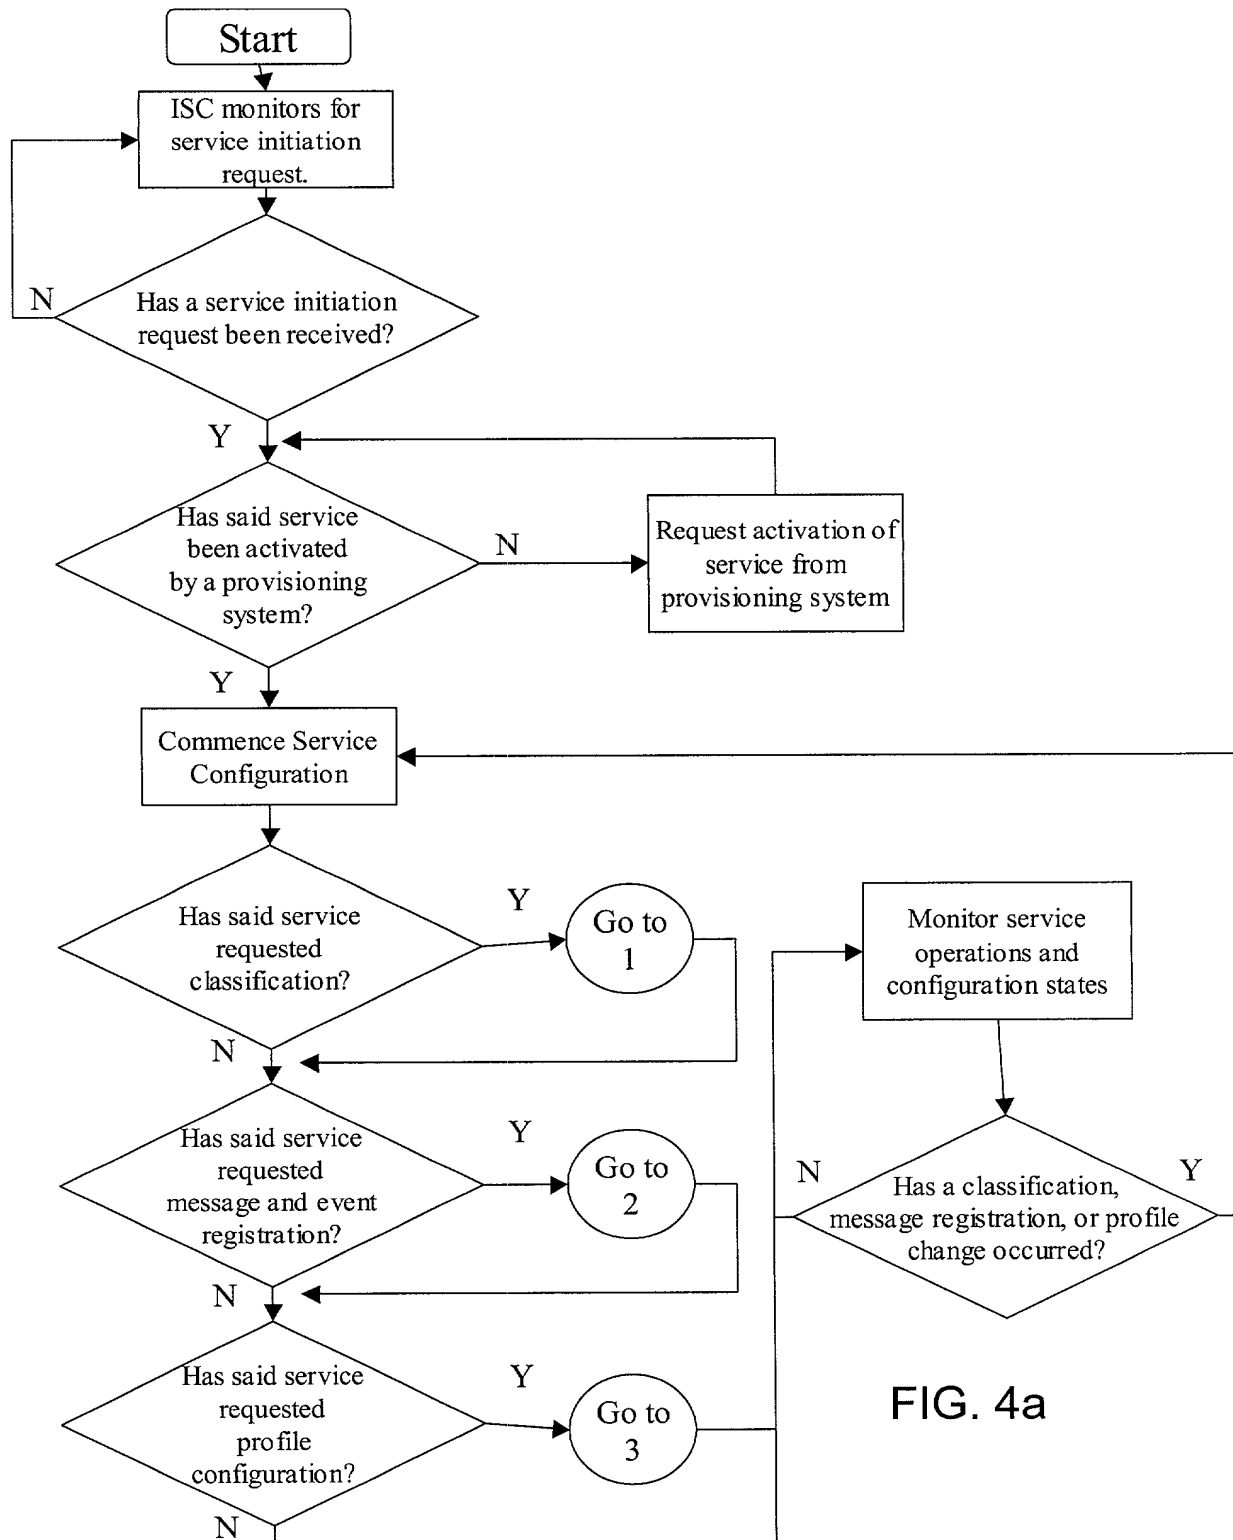 Start
ISC monitors for
service initiation
request.
N
Has a service initiation
request been received?
Y
Has said service
been activated
by a provisioning
system?
N
Request activation of
service from
provisioning system
Y
Commence Service
Configuration
Has said service
requested
classification?
Y
Go to
1
Monitor service
operations and
configuration states
N
Has said service
requested
message and event
registration?
Y
Go to
2
N
Has a classification,
message registration, or profile
change occurred?
Y
N
Has said service
requested
profile
configuration?
Y
Go to
3
FIG. 4a
N